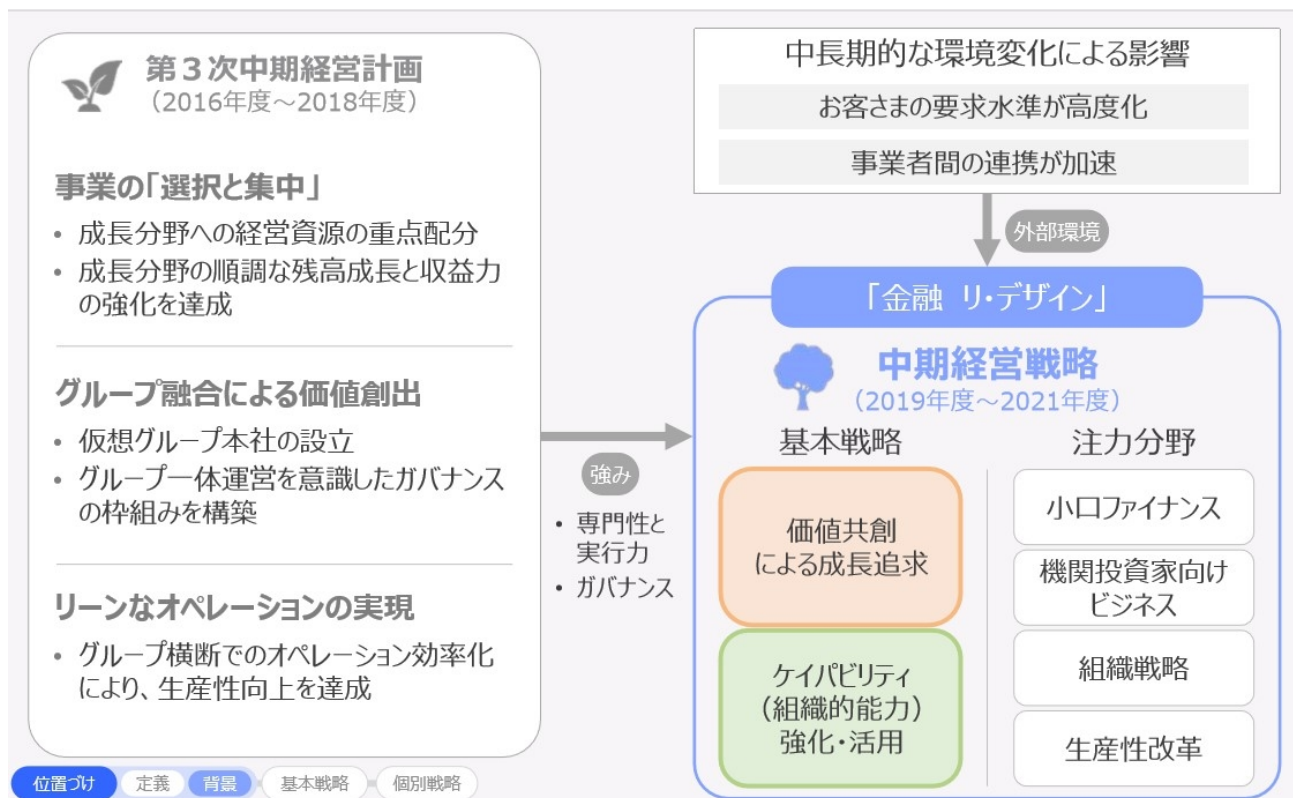 第３次中期経営計画
（2016年度～2018年度）
事業の「選択と集中」
• 成長分野への経営資源の重点配分
• 成長分野の順調な残高成長と収益力
の強化を達成
グループ融合による価値創出
• 仮想グループ本社の設立
• グループ一体運営を意識したガバナンス
の枠組みを構築
リーンなオペレーションの実現
• グループ横断でのオペレーション効率化
により、生産性向上を達成
強み
• 専門性と
実行力
• ガバナンス
中長期的な環境変化による影響
お客さまの要求水準が高度化
事業者間の連携が加速
外部環境
「金融 リ・デザイン」
中期経営戦略
（2019年度～2021年度）
基本戦略
価値共創
による成長追求
ケイパビリティ
（組織的能力）
強化・活用
注力分野
小口ファイナンス
機関投資家向け
ビジネス
組織戦略
生産性改革
位置づけ 定義 背景 基本戦略 個別戦略